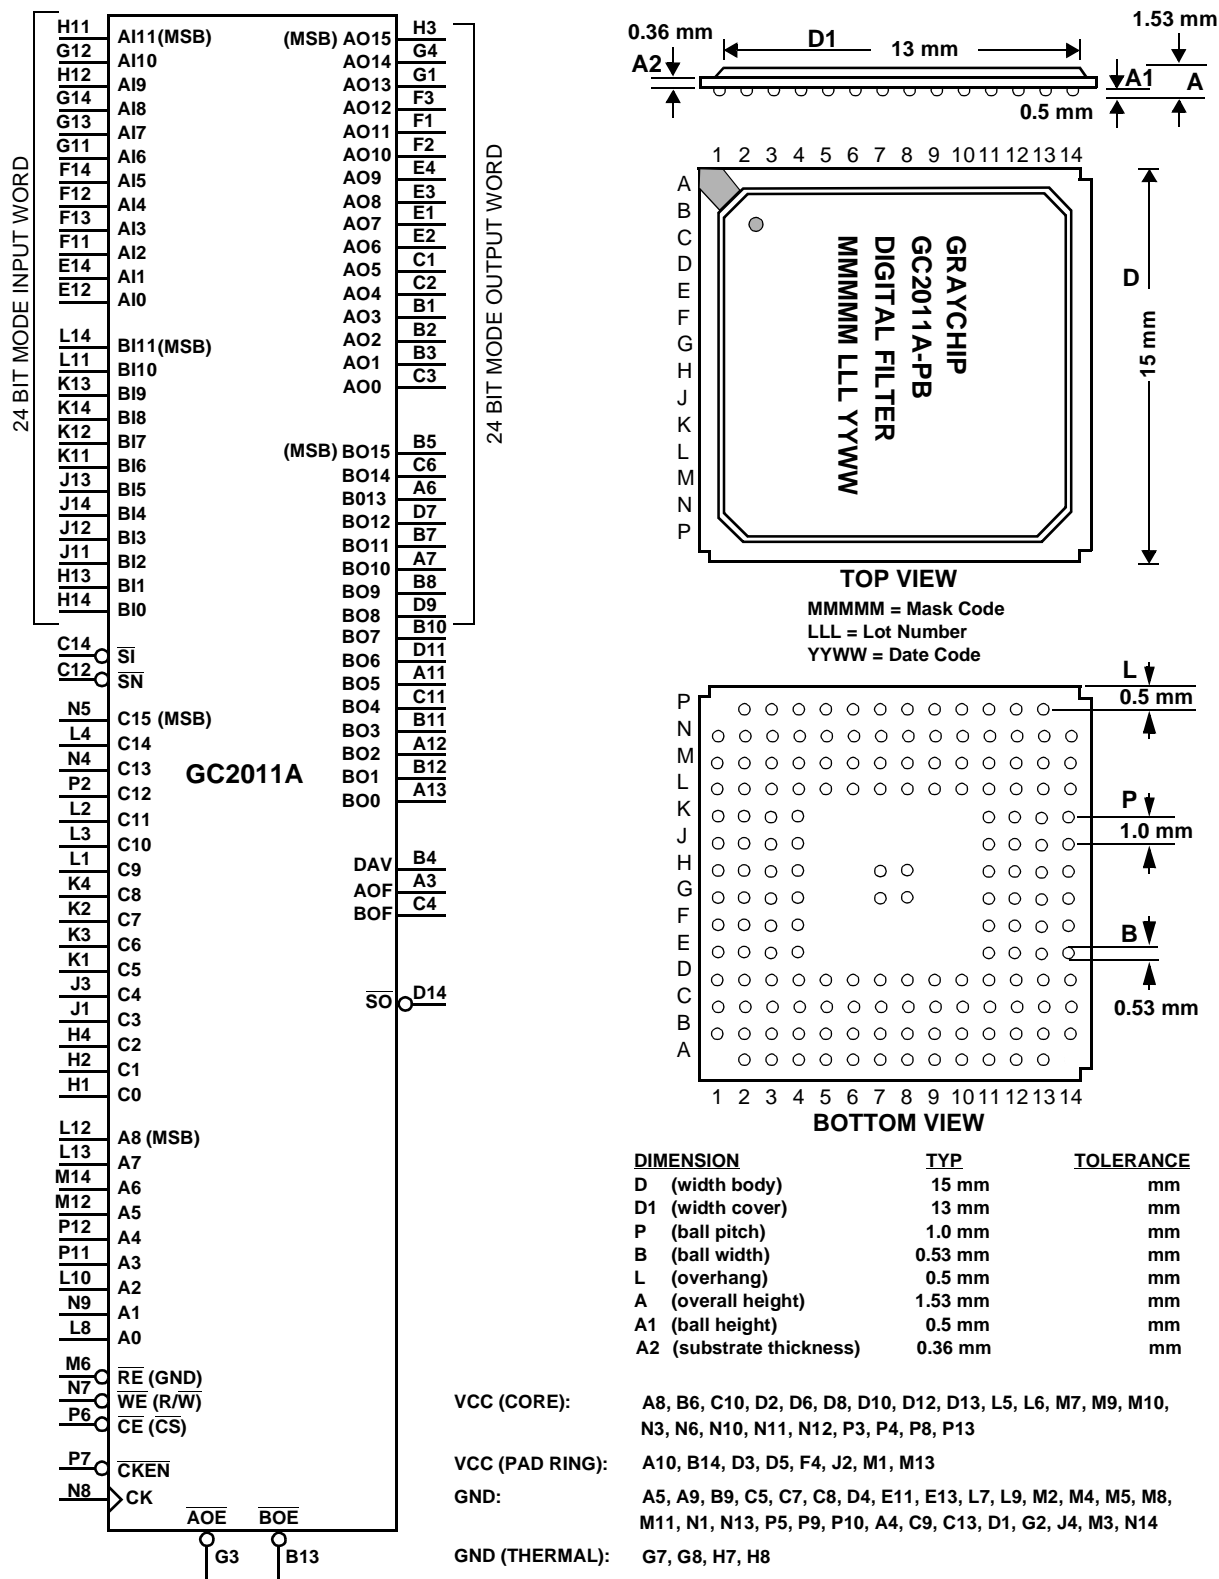 24 BIT MODE INPUT WORD
H11 AI11(MSB)
G12 AI10
H12 AI9
G14 AI8
G13 AI7
G11 AI6
F14 AI5
F12 AI4
F13 AI3
F11 AI2
E14 AI1
E12 AI0
L14 BI11(MSB)
L11 BI10
K13 BI9
K14 BI8
K12 BI7
K11 BI6
J13 BI5
J14 BI4
J12 BI3
J11 BI2
H13 BI1
H14 BI0
C14 SI
C12 SN
N5 C15 (MSB)
L4 C14
N4 C13
P2 C12
L2 C11
L3 C10
L1 C9
K4 C8
K2 C7
K3 C6
K1 C5
J3 C4
J1 C3
H4 C2
H2 C1
H1 C0
L12 A8 (MSB)
L13 A7
M14 A6
M12 A5
P12 A4
P11 A3
L10 A2
N9 A1
L8 A0
M6 RE (GND)
N7 WE (R/W)
P6 CE (CS)
P7 CKEN
N8 CK
GC2011A
(MSB) AO15 H3
AO14 G4
AO13 G1
AO12 F3
AO11 F1
AO10 F2
AO9 E4
AO8 E3
AO7 E1
AO6 E2
AO5 C1
AO4 C2
AO3 B1
AO2 B2
AO1 B3
AO0 C3
(MSB) BO15 B5
BO14 C6
B013 A6
BO12 D7
BO11 B7
BO10 A7
BO9 B8
BO8 D9
BO7 B10
BO6 D11
BO5 A11
BO4 C11
BO3 B11
BO2 A12
BO1 B12
BO0 A13
24 BIT MODE OUTPUT WORD
DAV B4
AOF A3
BOF C4
SO D14
AOE BOE
G3 B13
0.36 mm D1 13 mm 1.53 mm
A2 A1 A
0.5 mm
1 2 3 4 5 6 7 8 9 10 11 12 13 14
A
B
C
D
E
F
G
H
J
K
L
M
N
P
GRAYCHIP
GC2011A-PB
DIGITAL FILTER
MMMMM LLL YYWW
D
15 mm
TOP VIEW
MMMMM = Mask Code
LLL = Lot Number
YYWW = Date Code
P
N
M
L
K
J
H
G
F
E
D
C
B
A
L
0.5 mm
P
1.0 mm
B
0.53 mm
1 2 3 4 5 6 7 8 9 10 11 12 13 14
BOTTOM VIEW
DIMENSION TYP TOLERANCE
D (width body) 15 mm mm
D1 (width cover) 13 mm mm
P (ball pitch) 1.0 mm mm
B (ball width) 0.53 mm mm
L (overhang) 0.5 mm mm
A (overall height) 1.53 mm mm
A1 (ball height) 0.5 mm mm
A2 (substrate thickness) 0.36 mm mm
VCC (CORE): A8, B6, C10, D2, D6, D8, D10, D12, D13, L5, L6, M7, M9, M10,
N3, N6, N10, N11, N12, P3, P4, P8, P13
VCC (PAD RING): A10, B14, D3, D5, F4, J2, M1, M13
GND: A5, A9, B9, C5, C7, C8, D4, E11, E13, L7, L9, M2, M4, M5, M8,
M11, N1, N13, P5, P9, P10, A4, C9, C13, D1, G2, J4, M3, N14
GND (THERMAL): G7, G8, H7, H8